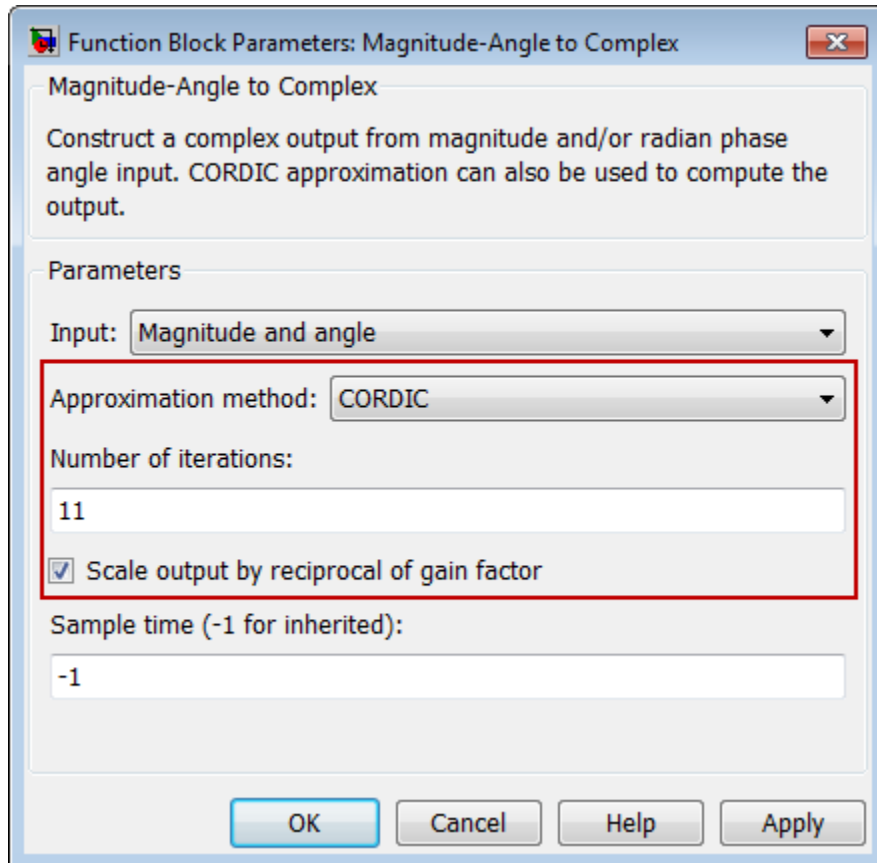 Function Block Parameters: Magnitude-Angle to Complex
Magnitude-Angle to Complex
Construct a complex output from magnitude and/or radian phase
angle input. CORDIC approximation can also be used to compute the
output.
Parameters
Input: Magnitude and angle
Approximation method: CORDIC
Number of iterations:
11
Scale output by reciprocal of gain factor
Sample time (-1 for inherited):
-1
OK Cancel Help Apply